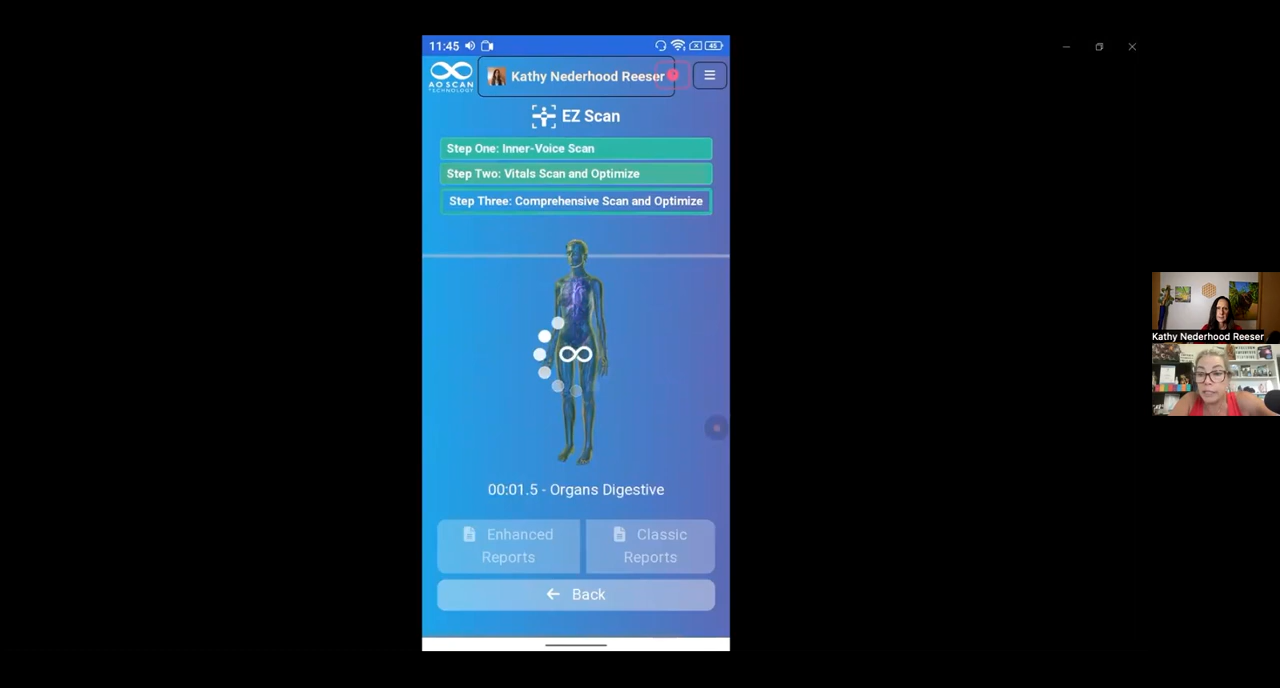 11:45
45
AO SCAN
TECHNOLOGY
Kathy Nederhood Reeser
EZ Scan
Step One: Inner-Voice Scan
Step Two: Vitals Scan and Optimize
Step Three: Comprehensive Scan and Optimize
00:01.5 - Organs Digestive
Enhanced
Reports
Classic
Reports
Back
Kathy Nederhood Reeser